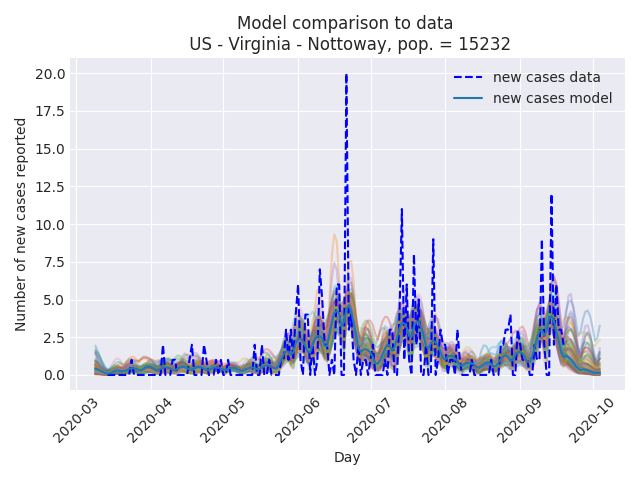 Model comparison to data
US - Virginia - Nottoway, pop. = 15232
new cases data
new cases model
Number of new cases reported
20.0
17.5
15.0
12.5
10.0
7.5
5.0
2.5
0.0
2020-03
2020-04
2020-05
2020-06
2020-07
2020-08
2020-09
2020-10
Day